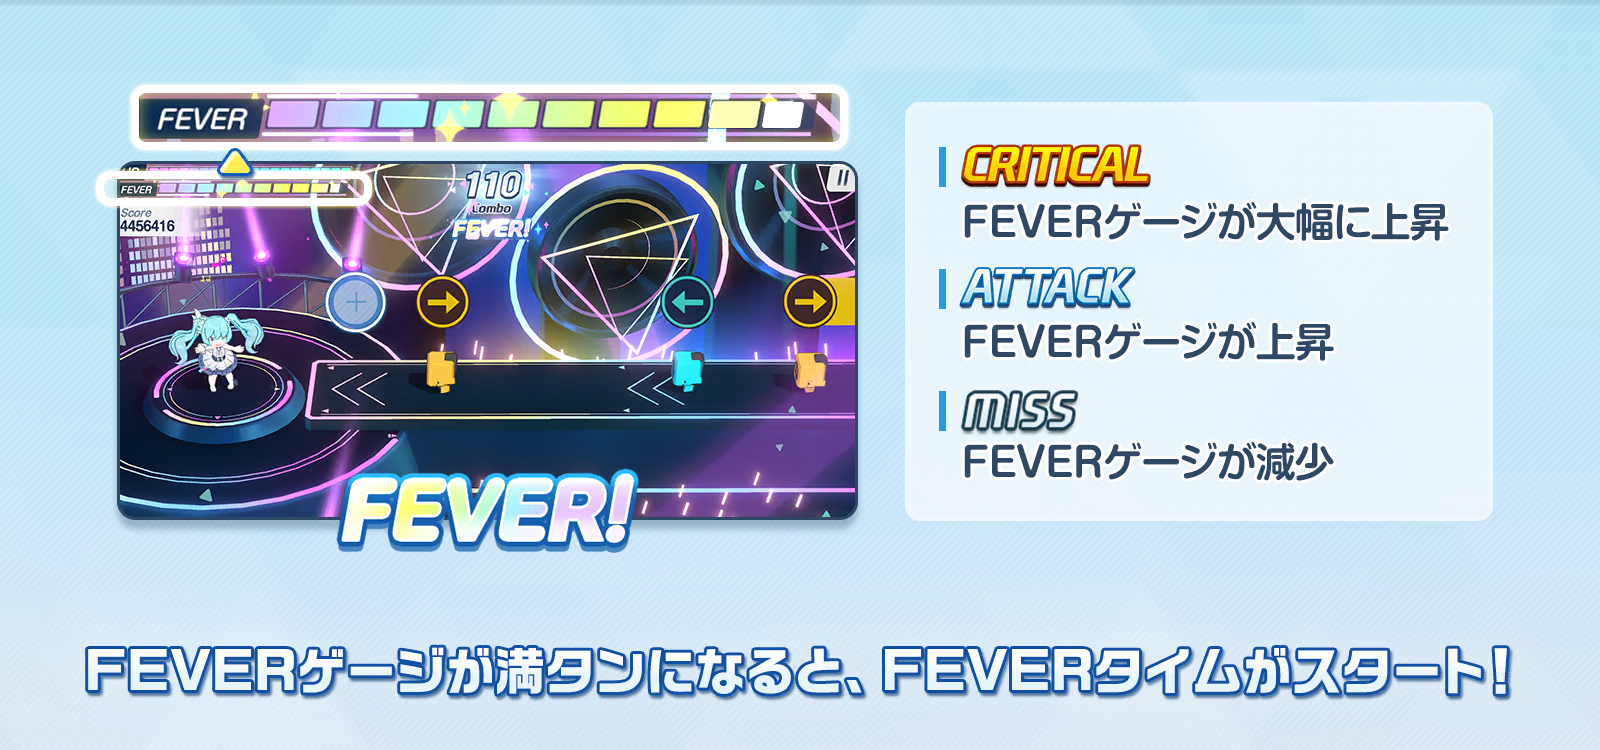 FEVER
FEVER
Score
4456416
110
Combo
FEVER!
FEVER!
CRITICAL
FEVERゲージが大幅に上昇
ATTACK
FEVERゲージが上昇
MISS
FEVERゲージが減少
FEVERゲージが満タンになると、FEVERタイムがスタート!